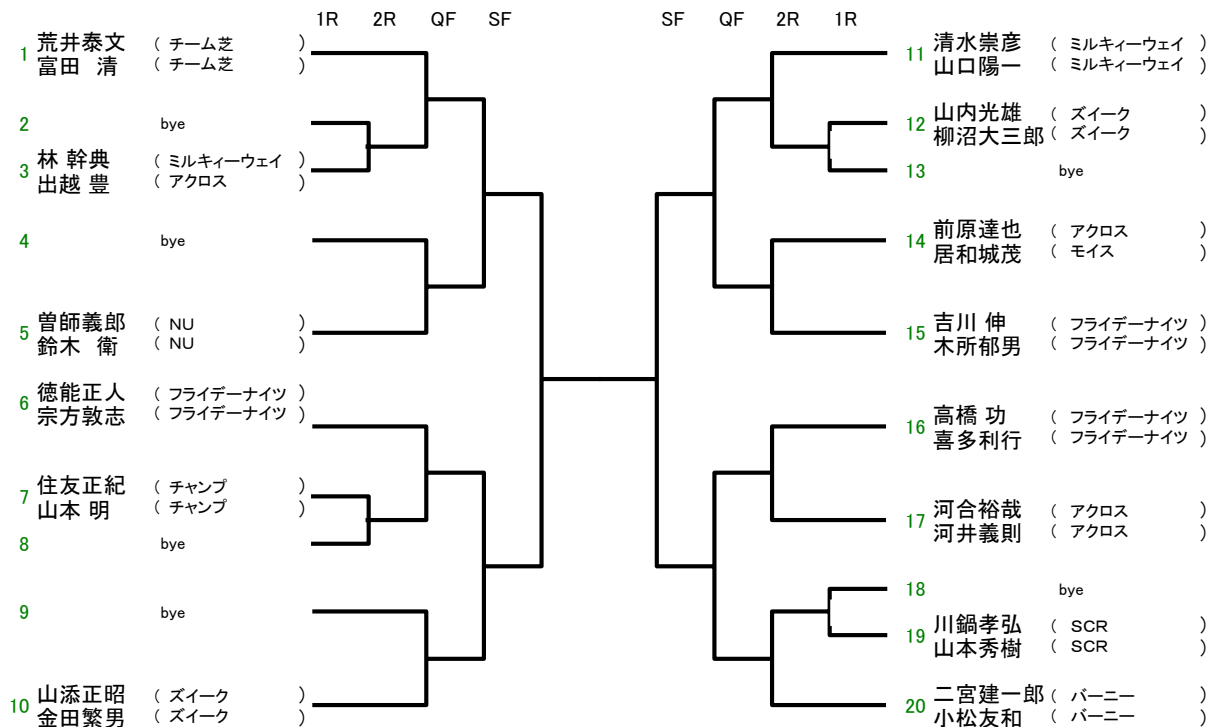 1R 2R QF SF
1 荒井泰文 ( チーム芝 )
富田 清 ( チーム芝 )
2 bye
3 林 幹典 ( ミルキィーウェイ )
出越 豊 ( アクロス )
4 bye
5 曽師義郎 ( NU )
鈴木 衛 ( NU )
6 徳能正人 ( フライデーナイツ )
宗方敦志 ( フライデーナイツ )
7 住友正紀 ( チャンプ )
山本 明 ( チャンプ )
8 bye
9 bye
10 山添正昭 ( ズイーク )
金田繁男 ( ズイーク )
SF QF 2R 1R
11 清水崇彦 ( ミルキィーウェイ )
山口陽一 ( ミルキィーウェイ )
12 山内光雄 ( ズイーク )
柳沼大三郎 ( ズイーク )
13 bye
14 前原達也 ( アクロス )
居和城茂 ( モイス )
15 吉川 伸 ( フライデーナイツ )
木所郁男 ( フライデーナイツ )
16 高橋 功 ( フライデーナイツ )
喜多利行 ( フライデーナイツ )
17 河合裕哉 ( アクロス )
河井義則 ( アクロス )
18 bye
19 川鍋孝弘 ( SCR )
山本秀樹 ( SCR )
20 二宮建一郎 ( バーニー )
小松友和 ( バーニー )